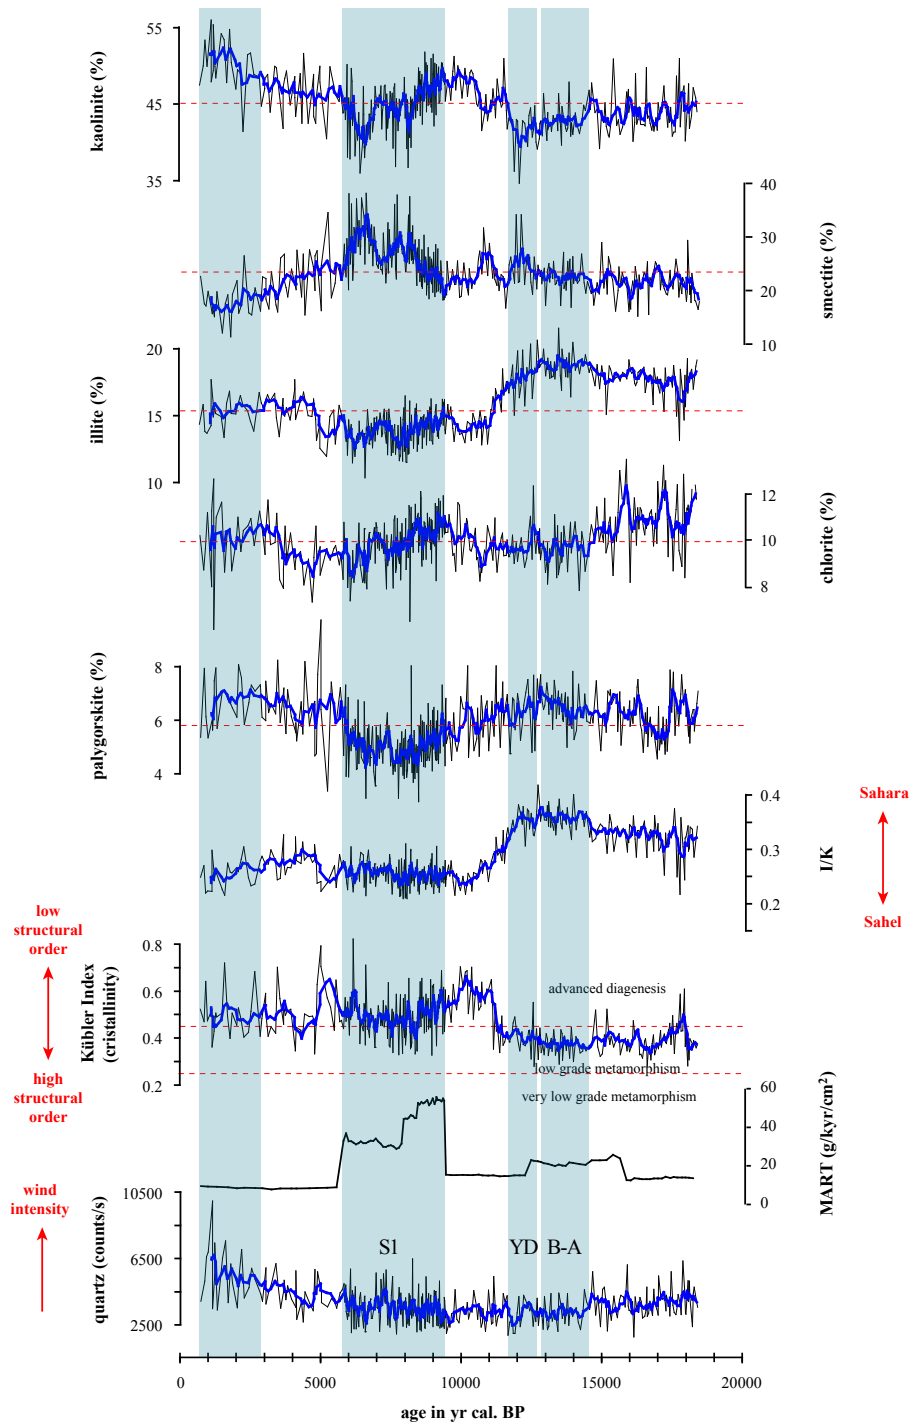 55
45
35
kaolinite (%)
40
30
20
10
smectite (%)
20
15
10
illite (%)
12
10
8
chlorite (%)
8
6
4
palygorskite (%)
0.4
0.3
0.2
I/K
Sahara
Sahel
low
structural
order
high
structural
order
0.8
0.6
0.4
0.2
Kübler Index
(cristallinity)
advanced diagenesis
low grade metamorphism
very low grade metamorphism
60
40
20
0
MART (g/kyr/cm²)
wind
intensity
10500
6500
2500
quartz (counts/s)
S1
YD
B-A
0
5000
10000
15000
20000
age in yr cal. BP